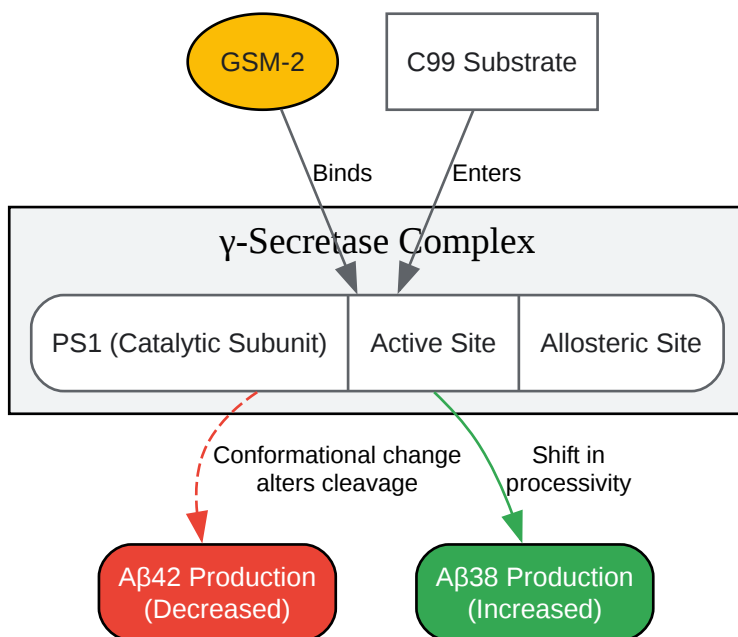 GSM-2
C99 Substrate
Binds
Enters
γ-Secretase Complex
PS1 (Catalytic Subunit)
Active Site
Allosteric Site
Conformational change
alters cleavage
Shift in
processivity
Aβ42 Production
(Decreased)
Aβ38 Production
(Increased)